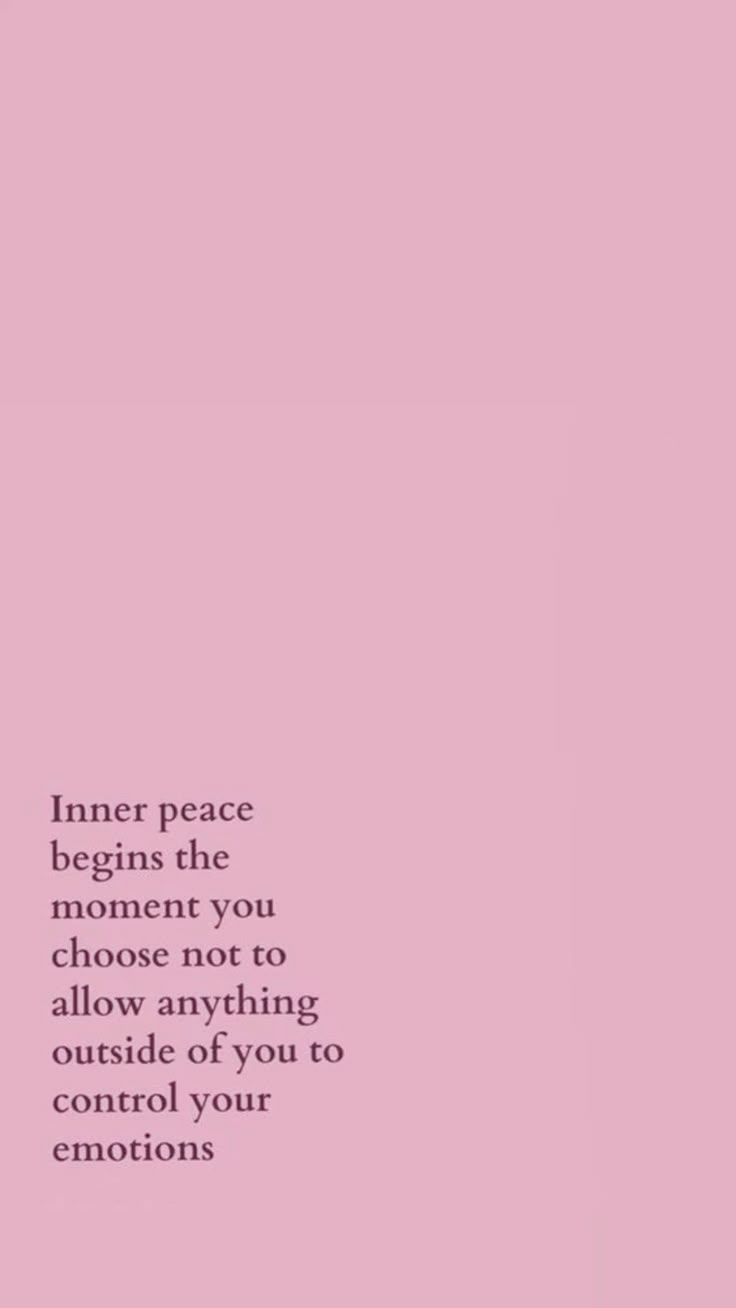 Inner peace
begins the
moment you
choose not to
allow anything
outside of you to
control your
emotions